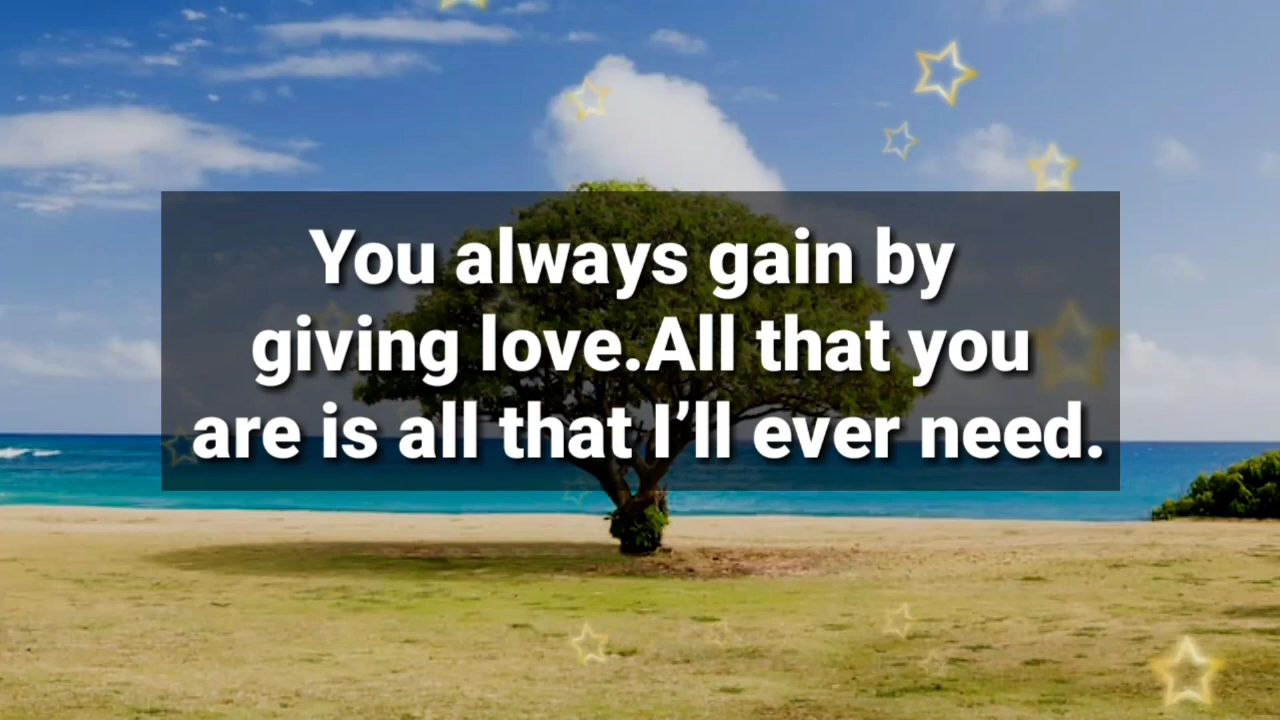 You always gain by
giving love.All that you
are is all that I’ll ever need.